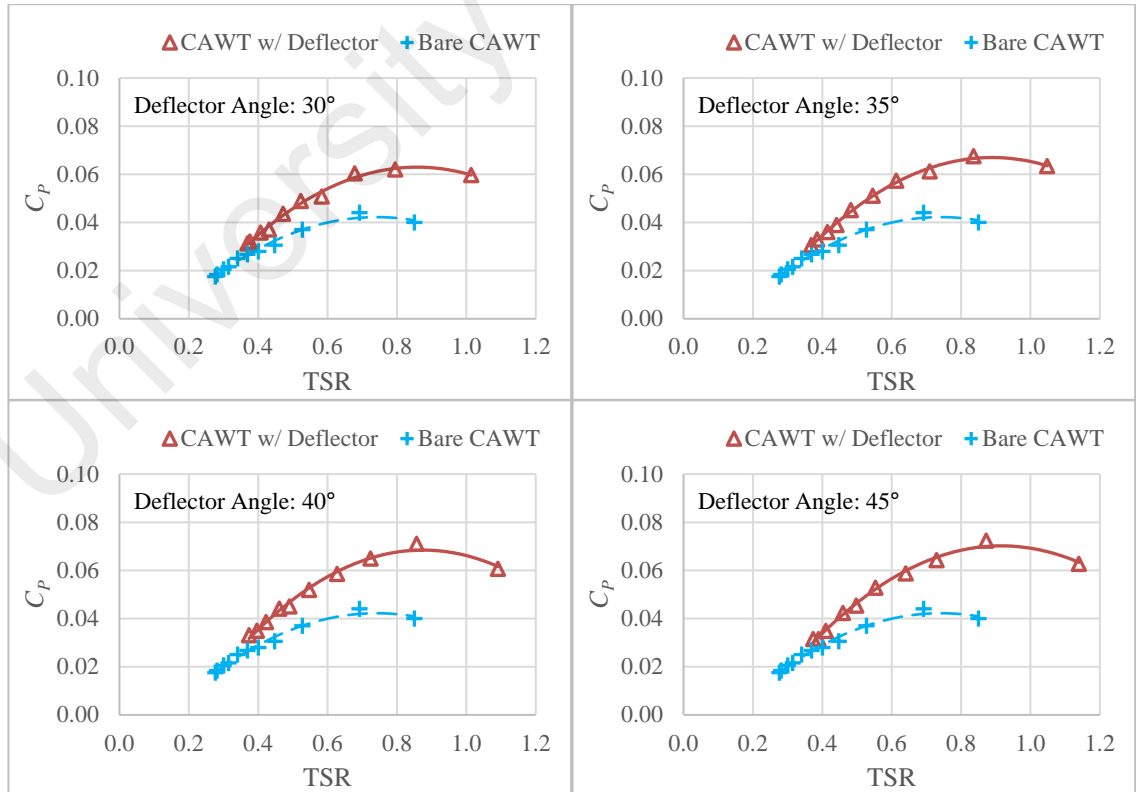 CAWT w/ Deflector Bare CAWT
Deflector Angle: 30°
C_P
0.10
0.08
0.06
0.04
0.02
0.00
0.0 0.2 0.4 0.6 0.8 1.0 1.2
TSR
CAWT w/ Deflector Bare CAWT
Deflector Angle: 35°
C_P
0.10
0.08
0.06
0.04
0.02
0.00
0.0 0.2 0.4 0.6 0.8 1.0 1.2
TSR
CAWT w/ Deflector Bare CAWT
Deflector Angle: 40°
C_P
0.10
0.08
0.06
0.04
0.02
0.00
0.0 0.2 0.4 0.6 0.8 1.0 1.2
TSR
CAWT w/ Deflector Bare CAWT
Deflector Angle: 45°
C_P
0.10
0.08
0.06
0.04
0.02
0.00
0.0 0.2 0.4 0.6 0.8 1.0 1.2
TSR
University